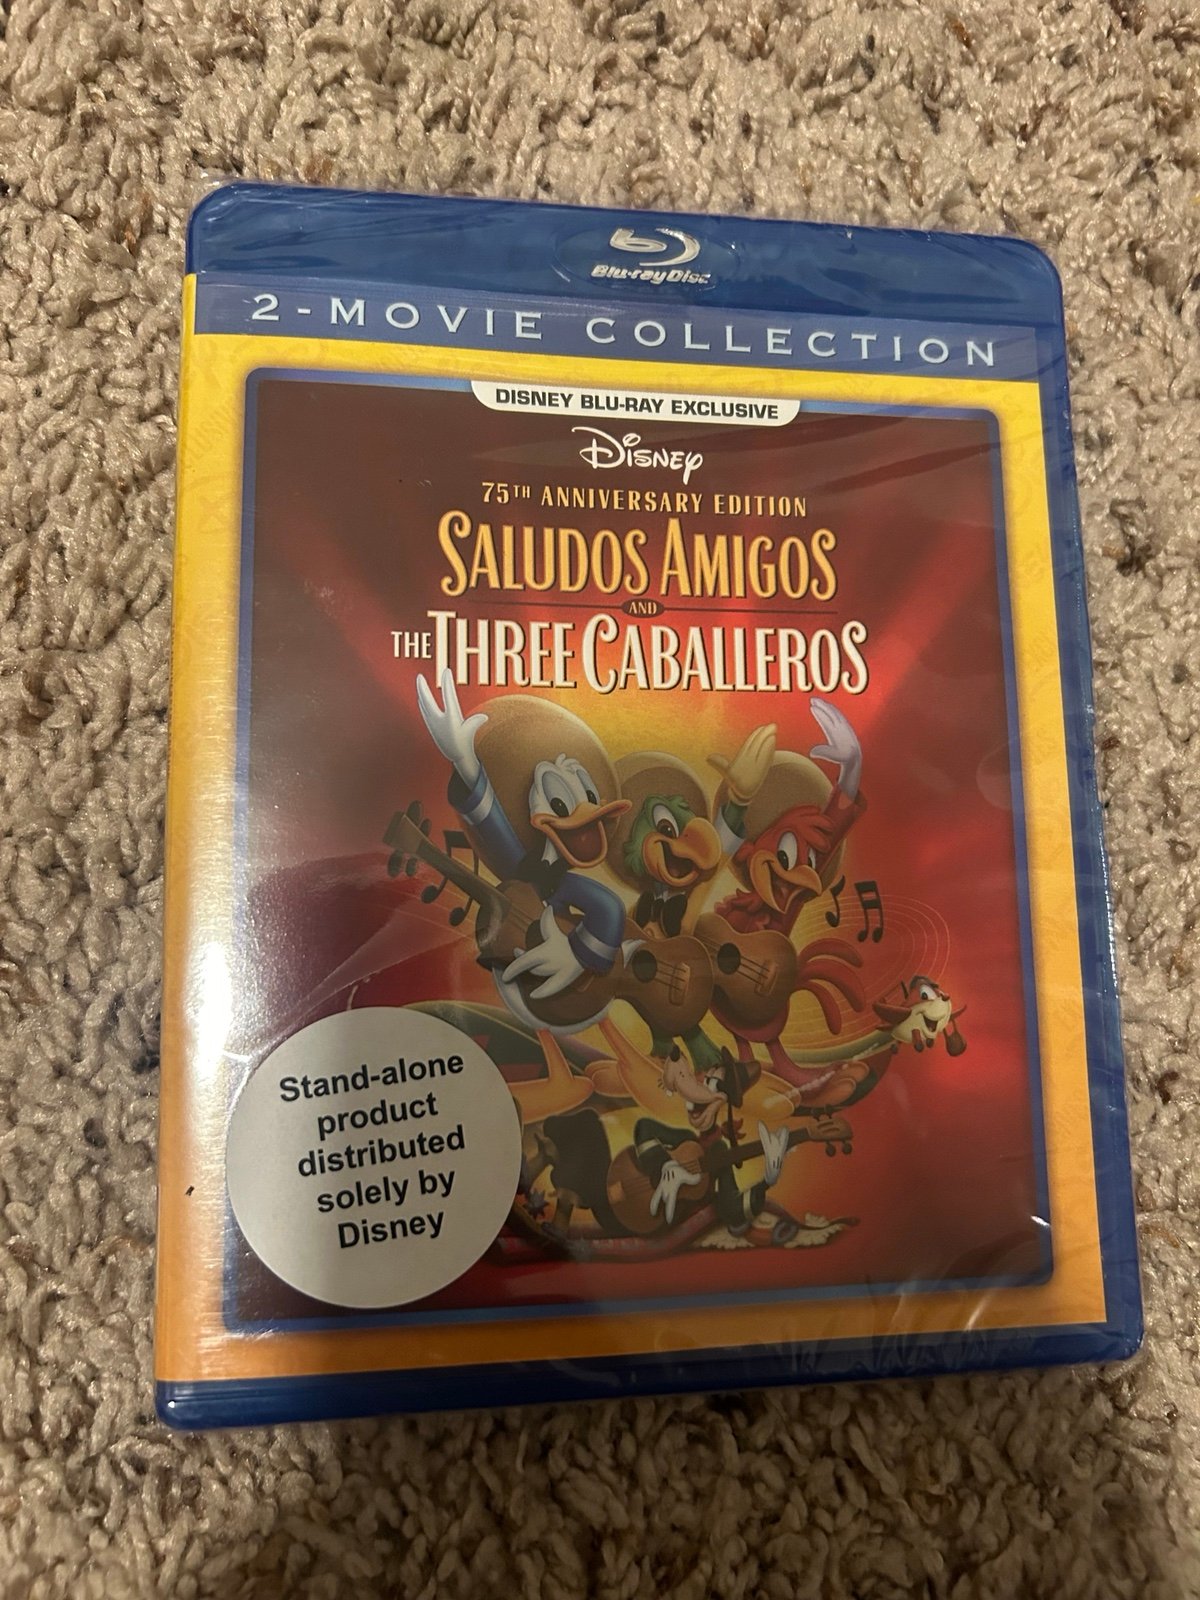 Blu-ray Disc
2-MOVIE COLLECTION
DISNEY BLU-RAY EXCLUSIVE
Disney
75TH ANNIVERSARY EDITION
SALUDOS AMIGOS
AND
THE THREE CABALLEROS
Stand-alone
product
distributed
solely by
Disney